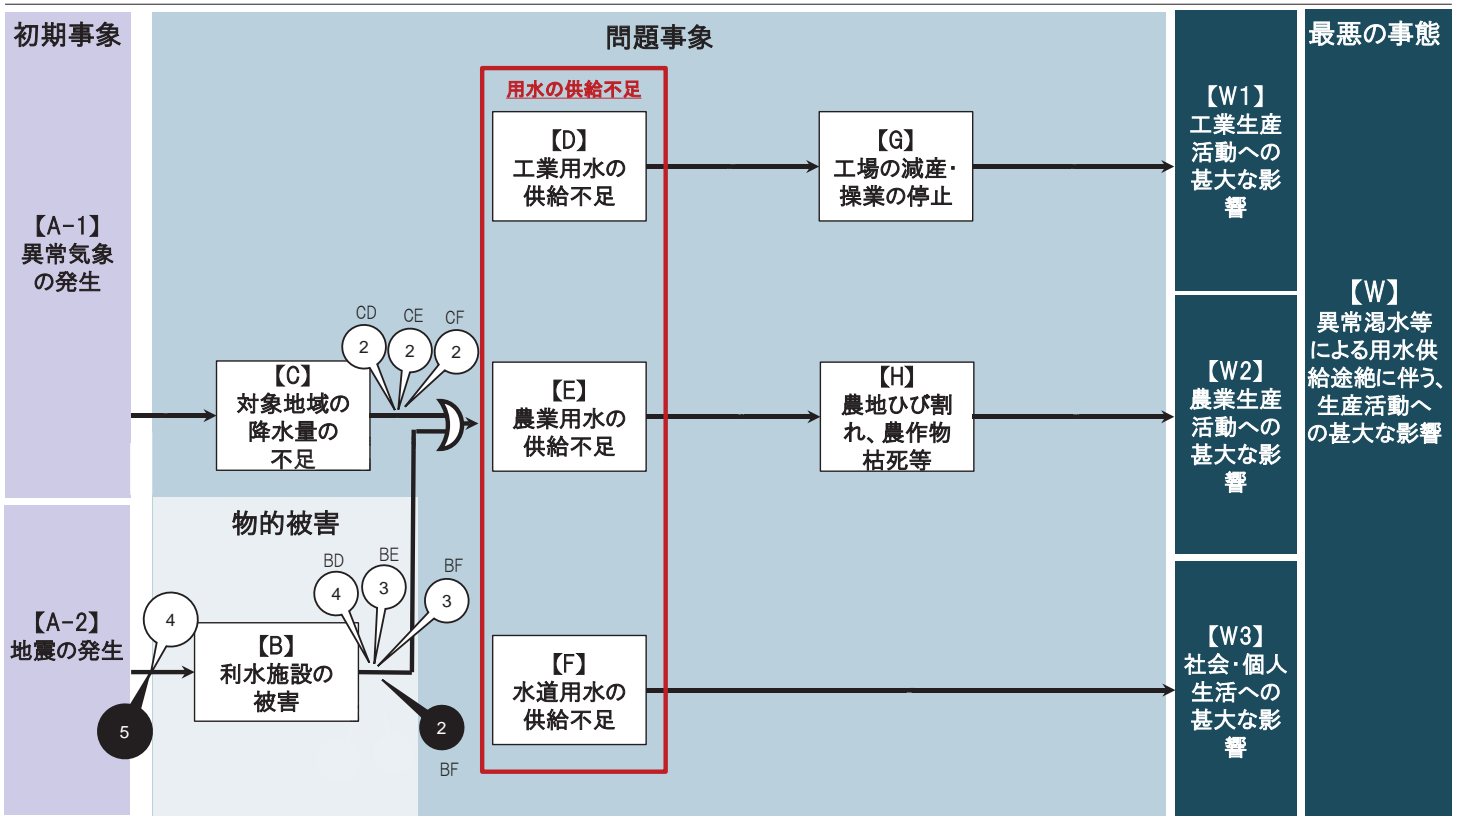 初期事象
問題事象
最悪の事態
用水の供給不足
【A-1】
異常気象
の発生
【C】
対象地域の
降水量の
不足
CD
CE
CF
2
2
2
【D】
工業用水の
供給不足
【G】
工場の減産・
操業の停止
【W1】
工業生産
活動への
甚大な影
響
【E】
農業用水の
供給不足
【H】
農地ひび割
れ、農作物
枯死等
【W2】
農業生産
活動への
甚大な影
響
【W】
異常渇水等
による用水供
給途絶に伴う、
生産活動へ
の甚大な影響
物的被害
【A-2】
地震の発生
4
5
【B】
利水施設の
被害
BD
BE
BF
4
3
3
2
BF
【F】
水道用水の
供給不足
【W3】
社会・個人
生活への
甚大な影
響